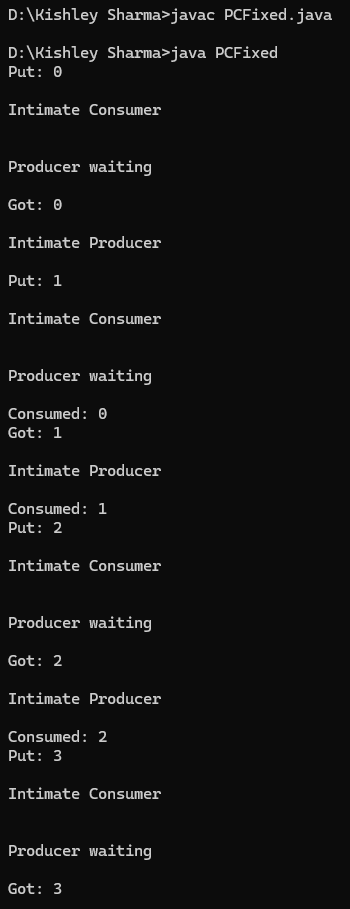 D:\Kishley Sharma>javac PCFixed.java
D:\Kishley Sharma>java PCFixed
Put: 0
Intimate Consumer
Producer waiting
Got: 0
Intimate Producer
Put: 1
Intimate Consumer
Producer waiting
Consumed: 0
Got: 1
Intimate Producer
Consumed: 1
Put: 2
Intimate Consumer
Producer waiting
Got: 2
Intimate Producer
Consumed: 2
Put: 3
Intimate Consumer
Producer waiting
Got: 3